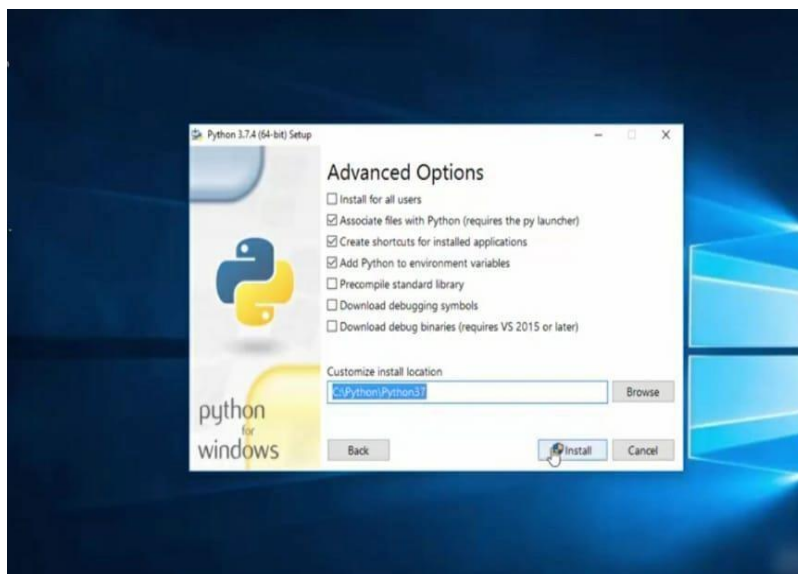 Python 3.7.4 (64-bit) Setup
Advanced Options
Install for all users
Associate files with Python (requires the py launcher)
Create shortcuts for installed applications
Add Python to environment variables
Precompile standard library
Download debugging symbols
Download debug binaries (requires VS 2015 or later)
Customize install location
C:\Python\Python37
Browse
python
for
windows
Back
Install
Cancel